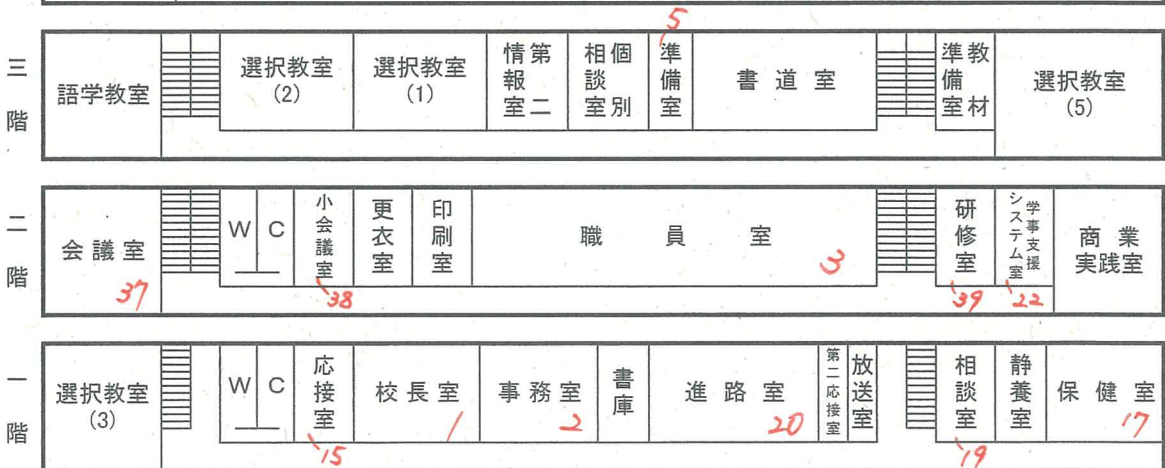 三階
語学教室
選択教室
(2)
選択教室
(1)
第二情報室
個別相談室
準備室
5
書道室
教材準備室
選択教室
(5)
二階
会議室
37
WC
小会議室
38
更衣室
印刷室
職員室
3
研修室
39
学事支援システム室
22
商業
実践室
一階
選択教室
(3)
WC
応接室
15
校長室
1
事務室
2
書庫
進路室
20
第二応接室
放送室
相談室
19
静養室
保健室
17